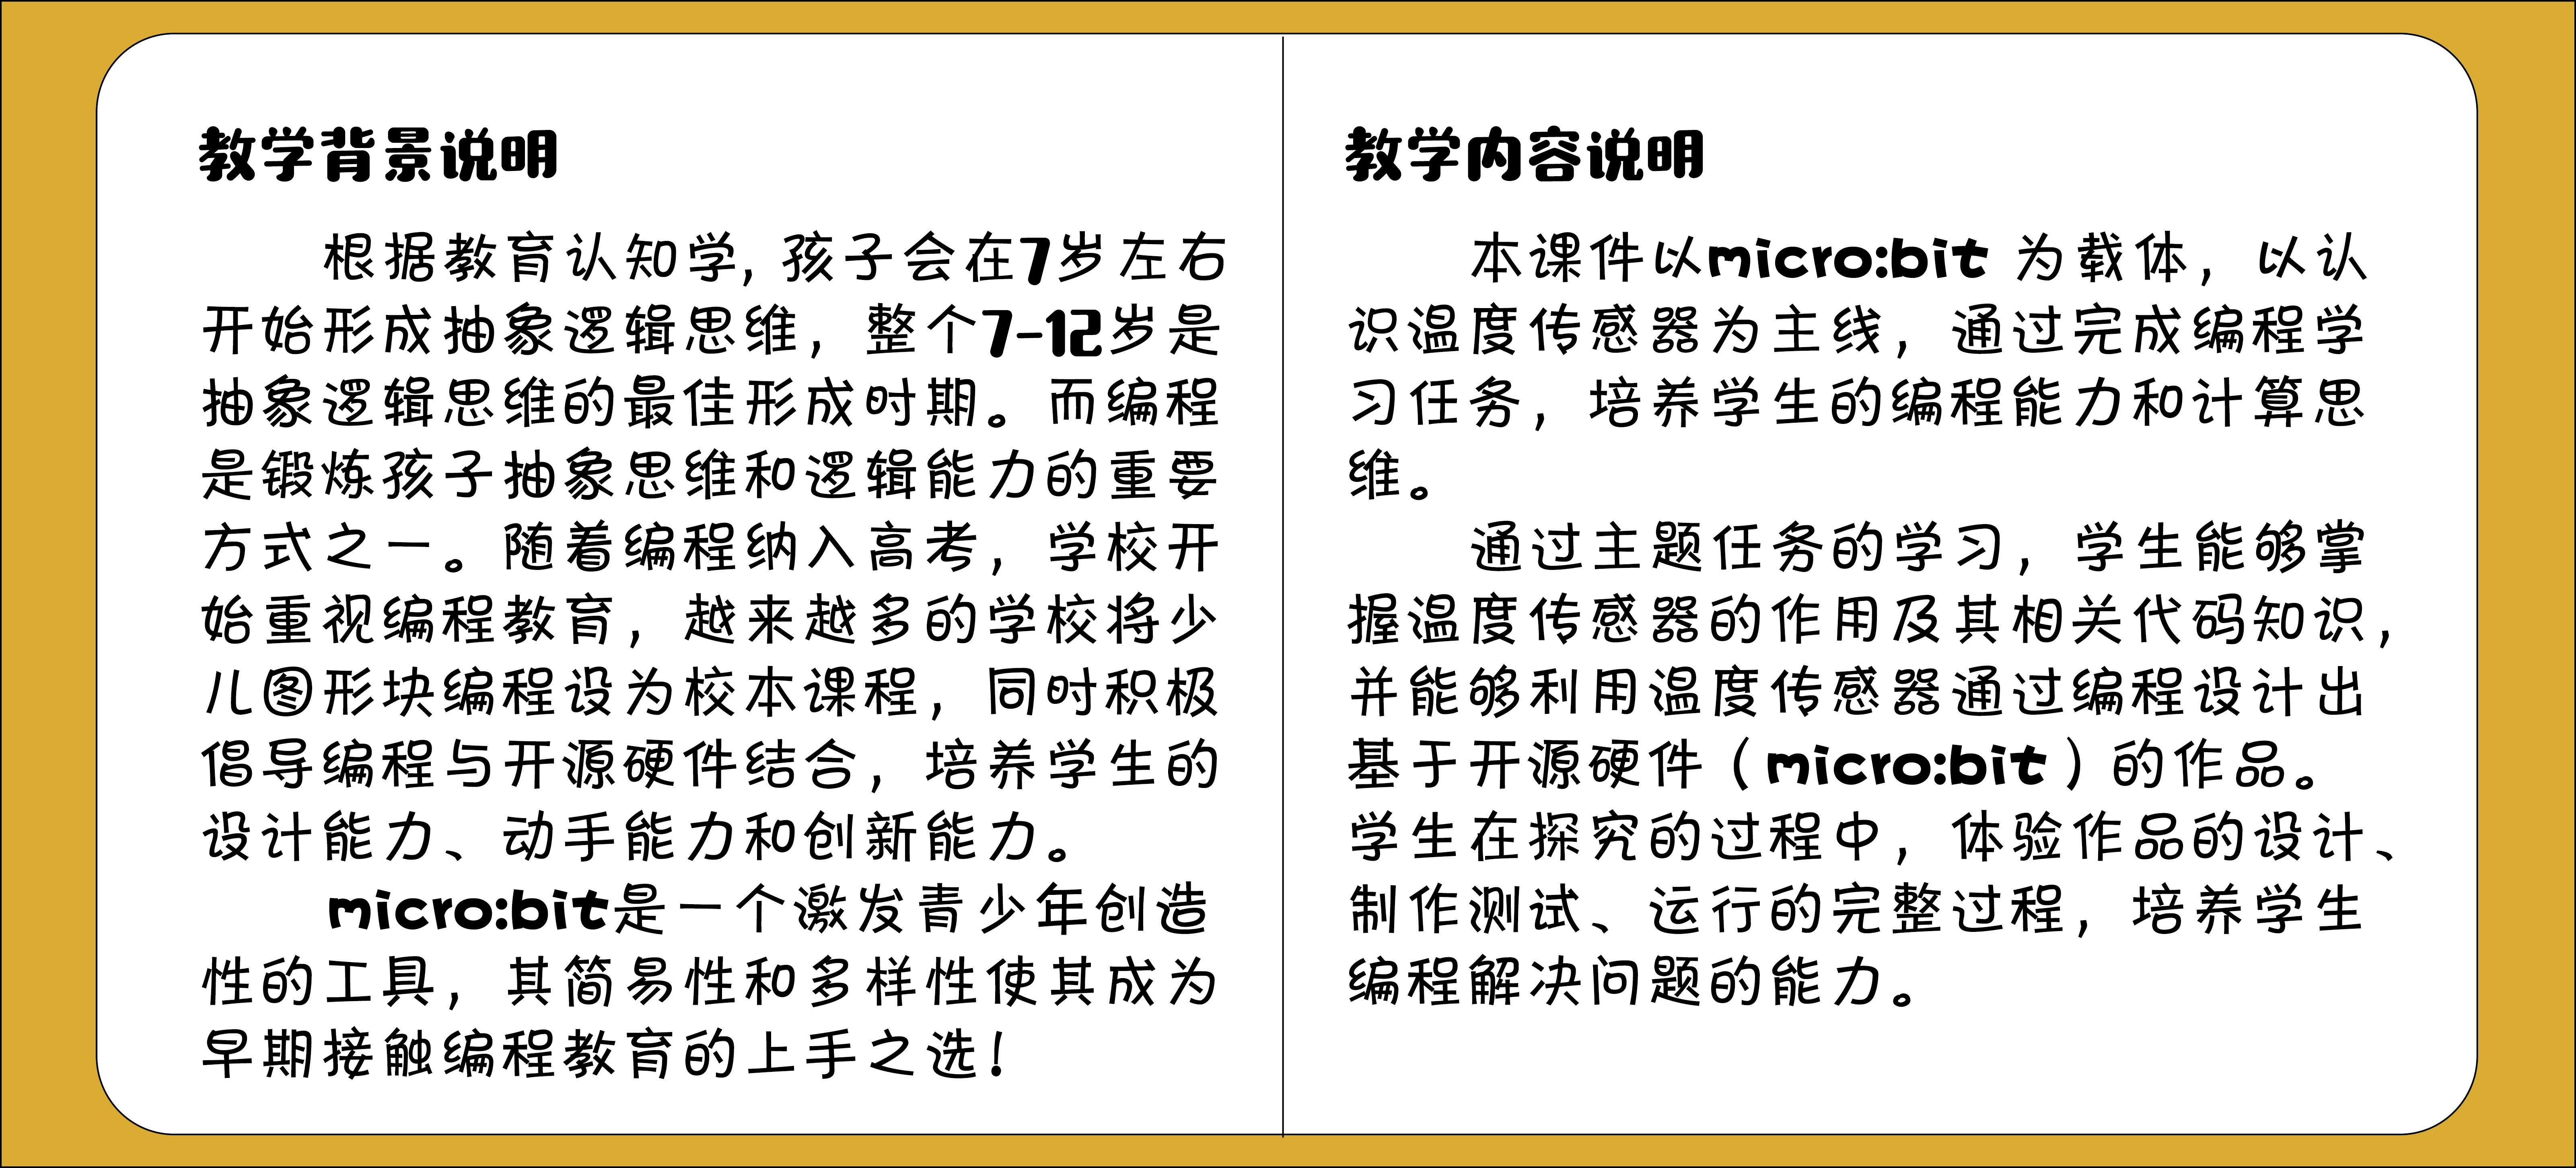 教学背景说明
根据教育认知学，孩子会在7岁左右
开始形成抽象逻辑思维，整个7-12岁是
抽象逻辑思维的最佳形成时期。而编程
是锻炼孩子抽象思维和逻辑能力的重要
方式之一。随着编程纳入高考，学校开
始重视编程教育，越来越多的学校将少
儿图形块编程设为校本课程，同时积极
倡导编程与开源硬件结合，培养学生的
设计能力、动手能力和创新能力。
micro:bit是一个激发青少年创造
性的工具，其简易性和多样性使其成为
早期接触编程教育的上手之选！
教学内容说明
本课件以micro:bit 为载体，以认
识温度传感器为主线，通过完成编程学
习任务，培养学生的编程能力和计算思
维。
通过主题任务的学习，学生能够掌
握温度传感器的作用及其相关代码知识，
并能够利用温度传感器通过编程设计出
基于开源硬件（micro:bit）的作品。
学生在探究的过程中，体验作品的设计、
制作测试、运行的完整过程，培养学生
编程解决问题的能力。